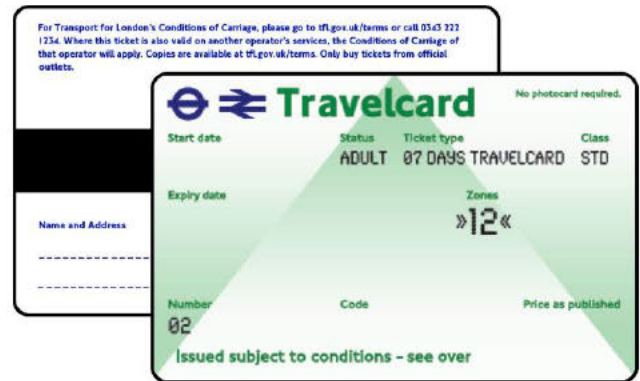 For Transport for London's Conditions of Carriage, please go to tfl.gov.uk/terms or call 0343 222
1234. Where this ticket is also valid on another operator's services, the Conditions of Carriage of
that operator will apply. Copies are available at tfl.gov.uk/terms. Only buy tickets from official
outlets.
Name and Address
Travelcard
No photocard required.
Start date Status Ticket type Class
ADULT 07 DAYS TRAVELCARD STD
Expiry date Zones
»12«
Number Code Price as published
02
Issued subject to conditions - see over